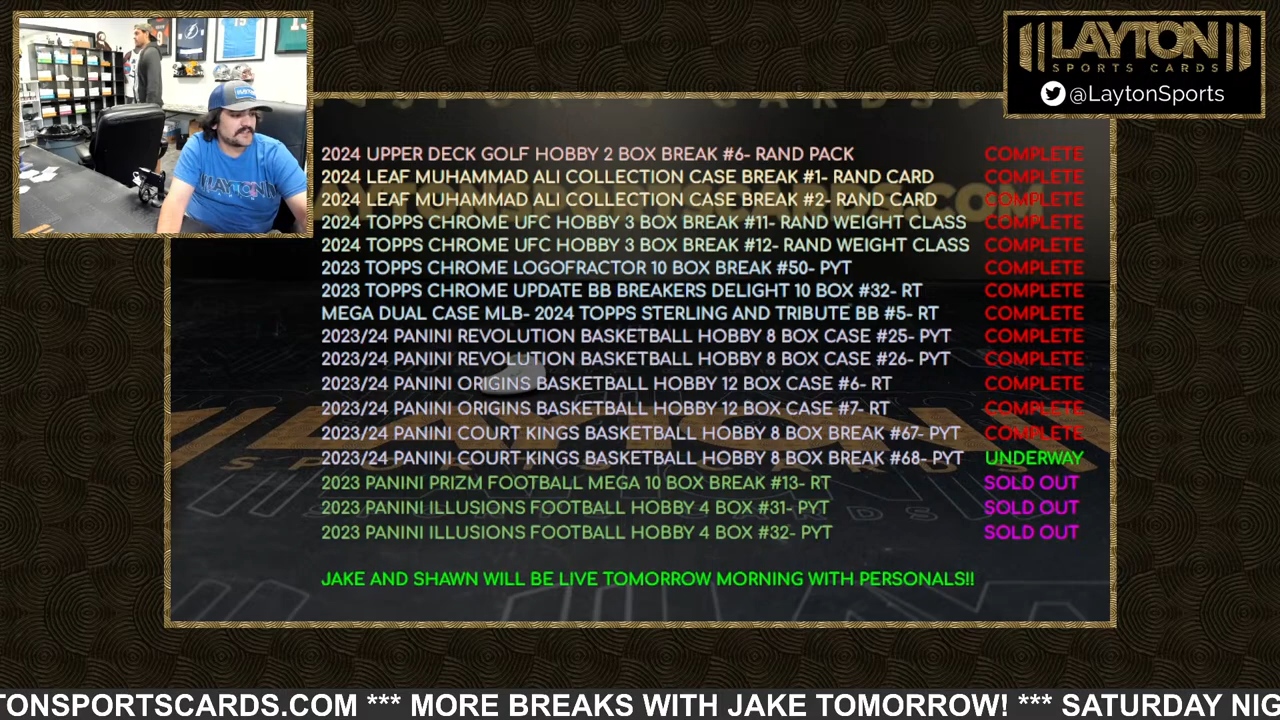 LAYTON
SPORTS CARDS
@LaytonSports
2024 UPPER DECK GOLF HOBBY 2 BOX BREAK #6- RAND PACK COMPLETE
2024 LEAF MUHAMMAD ALI COLLECTION CASE BREAK #1- RAND CARD COMPLETE
2024 LEAF MUHAMMAD ALI COLLECTION CASE BREAK #2- RAND CARD COMPLETE
2024 TOPPS CHROME UFC HOBBY 3 BOX BREAK #11- RAND WEIGHT CLASS COMPLETE
2024 TOPPS CHROME UFC HOBBY 3 BOX BREAK #12- RAND WEIGHT CLASS COMPLETE
2023 TOPPS CHROME LOGOFRACTOR 10 BOX BREAK #50- PYT COMPLETE
2023 TOPPS CHROME UPDATE BB BREAKERS DELIGHT 10 BOX #32- RT COMPLETE
MEGA DUAL CASE MLB- 2024 TOPPS STERLING AND TRIBUTE BB #5- RT COMPLETE
2023/24 PANINI REVOLUTION BASKETBALL HOBBY 8 BOX CASE #25- PYT COMPLETE
2023/24 PANINI REVOLUTION BASKETBALL HOBBY 8 BOX CASE #26- PYT COMPLETE
2023/24 PANINI ORIGINS BASKETBALL HOBBY 12 BOX CASE #6- RT COMPLETE
2023/24 PANINI ORIGINS BASKETBALL HOBBY 12 BOX CASE #7- RT COMPLETE
2023/24 PANINI COURT KINGS BASKETBALL HOBBY 8 BOX BREAK #67- PYT COMPLETE
2023/24 PANINI COURT KINGS BASKETBALL HOBBY 8 BOX BREAK #68- PYT UNDERWAY
2023 PANINI PRIZM FOOTBALL MEGA 10 BOX BREAK #13- RT SOLD OUT
2023 PANINI ILLUSIONS FOOTBALL HOBBY 4 BOX #31- PYT SOLD OUT
2023 PANINI ILLUSIONS FOOTBALL HOBBY 4 BOX #32- PYT SOLD OUT
JAKE AND SHAWN WILL BE LIVE TOMORROW MORNING WITH PERSONALS!!
TONSPORTSCARDS.COM *** MORE BREAKS WITH JAKE TOMORROW! *** SATURDAY NIG